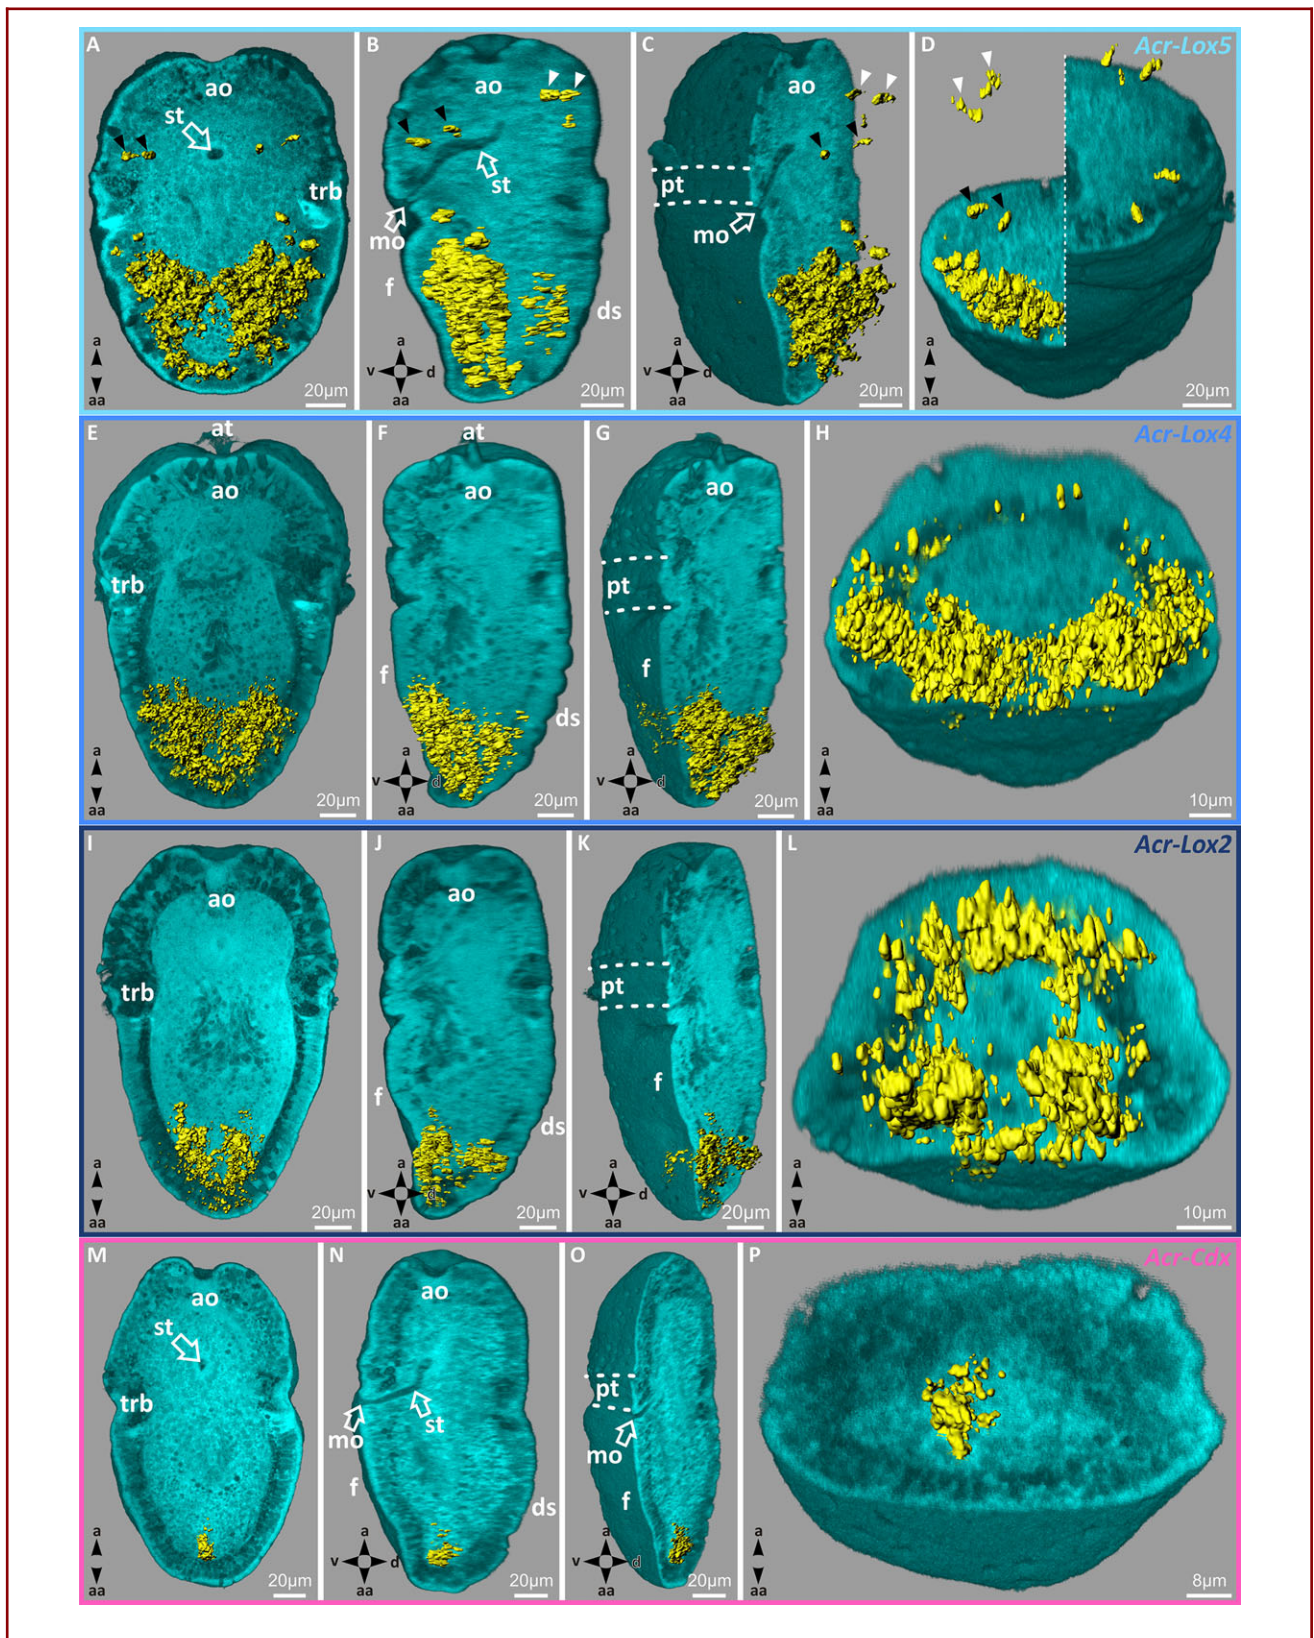 A B C D Acr-Lox5
ao ao ao
st
st
trb pt
mo mo
f
ds
a a a a
v d v d
aa aa aa aa
20µm 20µm 20µm 20µm
E F G H Acr-Lox4
at at
ao ao ao
trb pt
f f
ds
a a a a
v d v d
aa aa aa aa
20µm 20µm 20µm 10µm
I J K L Acr-Lox2
ao ao
trb pt
f f
ds
a a a a
v d v d
aa aa aa aa
20µm 20µm 20µm 10µm
M N O P Acr-Cdx
ao ao
st
pt
trb st
mo mo
f f
ds
a a a a
v d v d
aa aa aa aa
20µm 20µm 20µm 8µm